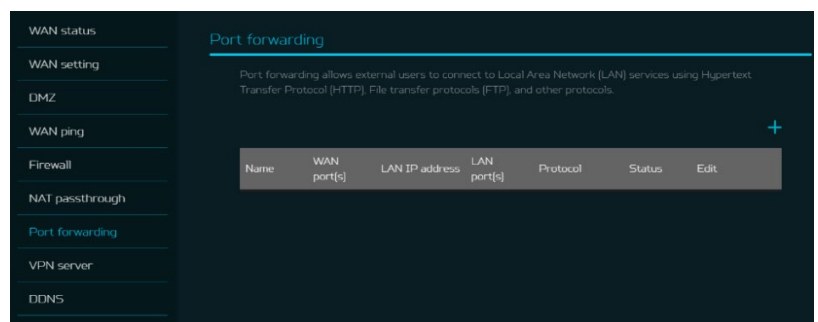 WAN status
WAN setting
DMZ
WAN ping
Firewall
NAT passthrough
Port forwarding
VPN server
DDNS
Port forwarding
Port forwarding allows external users to connect to Local Area Network [LAN] services using Hypertext
Transfer Protocol [HTTP], File transfer protocols [FTP], and other protocols.
+
Name WAN port[s] LAN IP address LAN port[s] Protocol Status Edit